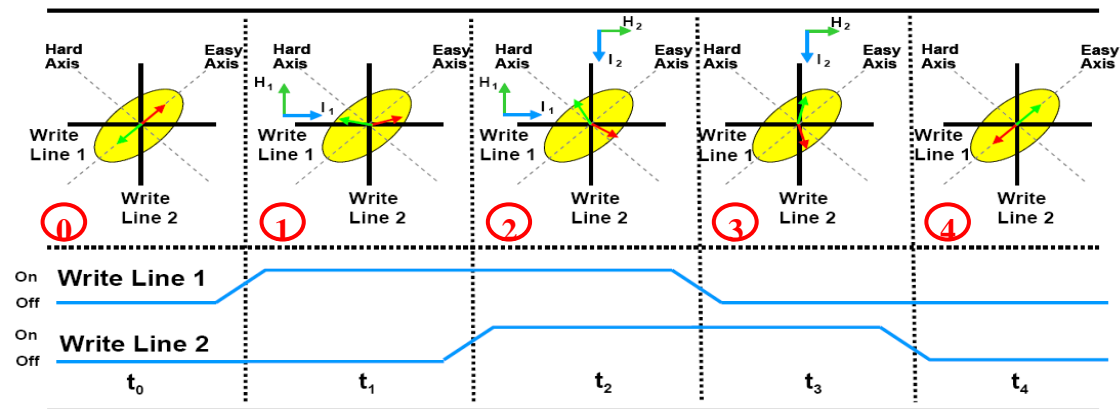 Hard
Axis
Easy
Axis
Write
Line 1
Write
Line 2
0
Hard
Axis
Easy
Axis
H1
I1
Write
Line 1
Write
Line 2
1
H2
I2
Hard
Axis
Easy
Axis
H1
I1
Write
Line 1
Write
Line 2
2
H2
I2
Hard
Axis
Easy
Axis
Write
Line 1
Write
Line 2
3
Hard
Axis
Easy
Axis
Write
Line 1
Write
Line 2
4
On
Write Line 1
Off
On
Write Line 2
Off
t0 t1 t2 t3 t4